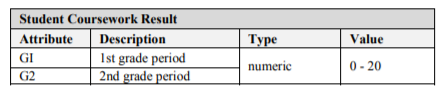 Student Coursework Result
Attribute Description Type Value
GI 1st grade period numeric 0 - 20
G2 2nd grade period